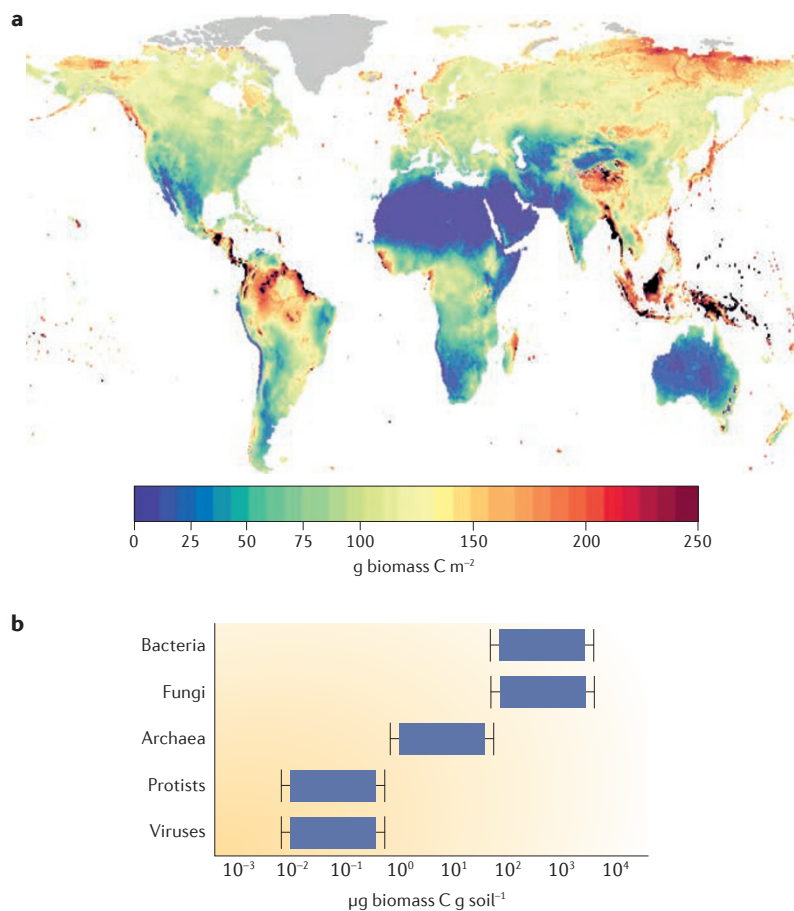 a
0 25 50 75 100 150 200 250
g biomass C m⁻²
b
Bacteria
Fungi
Archaea
Protists
Viruses
10⁻³ 10⁻² 10⁻¹ 10⁰ 10¹ 10² 10³ 10⁴
µg biomass C g soil⁻¹